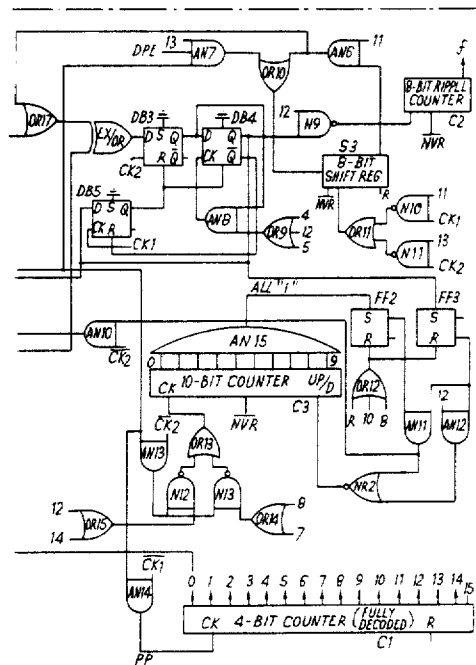 13
DPE
AN7
OR10
AN6
11
f
8-BIT RIPPLE
COUNTER
C2
NVR
OR17
EX/OR
DB3
D S Q
R Q
CK2
DB4
D S Q
CK Q
R
12
N9
S3
8-BIT
SHIFT REG
NVR
R
N10
11
CK1
OR11
N11
13
CK2
DB5
D S Q
CK
R
CK1
AN8
OR9
4
12
5
ALL "1"
FF2
S
R
FF3
S
R
AN10
CK2
AN15
0
9
CK 10-BIT COUNTER UP/D
C3
NVR
OR12
R 10 8
R
AN11
12
AN12
NR2
CK2
AN13
OR13
N12
N13
OR14
8
7
12
14
OR15
CK1
AN14
PP
0 1 2 3 4 5 6 7 8 9 10 11 12 13 14 15
CK 4-BIT COUNTER (FULLY DECODED) R
C1